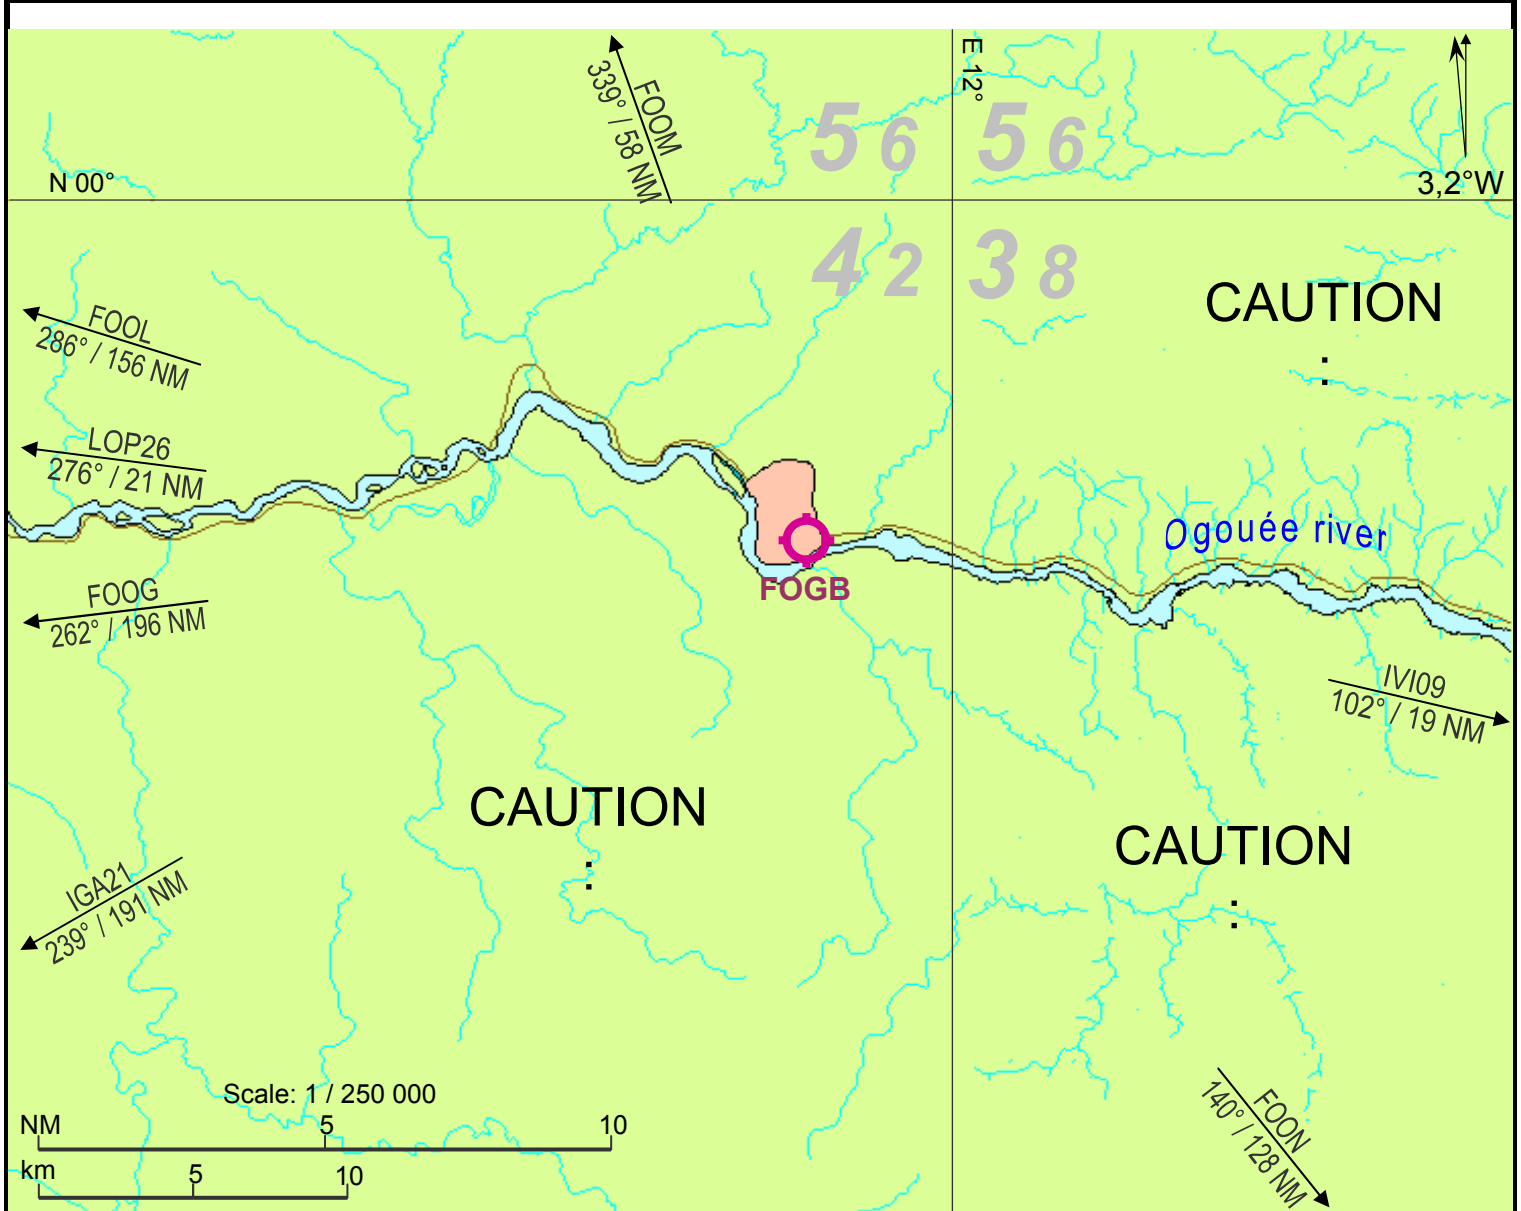 E 12°
FOOM
339° / 58 NM
5 6
5 6
N 00°
3,2°W
4 2
3 8
CAUTION
:
FOOL
286° / 156 NM
LOP26
276° / 21 NM
Ogouée river
FOGB
FOOG
262° / 196 NM
IVI09
102° / 19 NM
CAUTION
:
CAUTION
:
IGA21
239° / 191 NM
FOON
140° / 128 NM
Scale: 1 / 250 000
NM 5 10
km 5 10